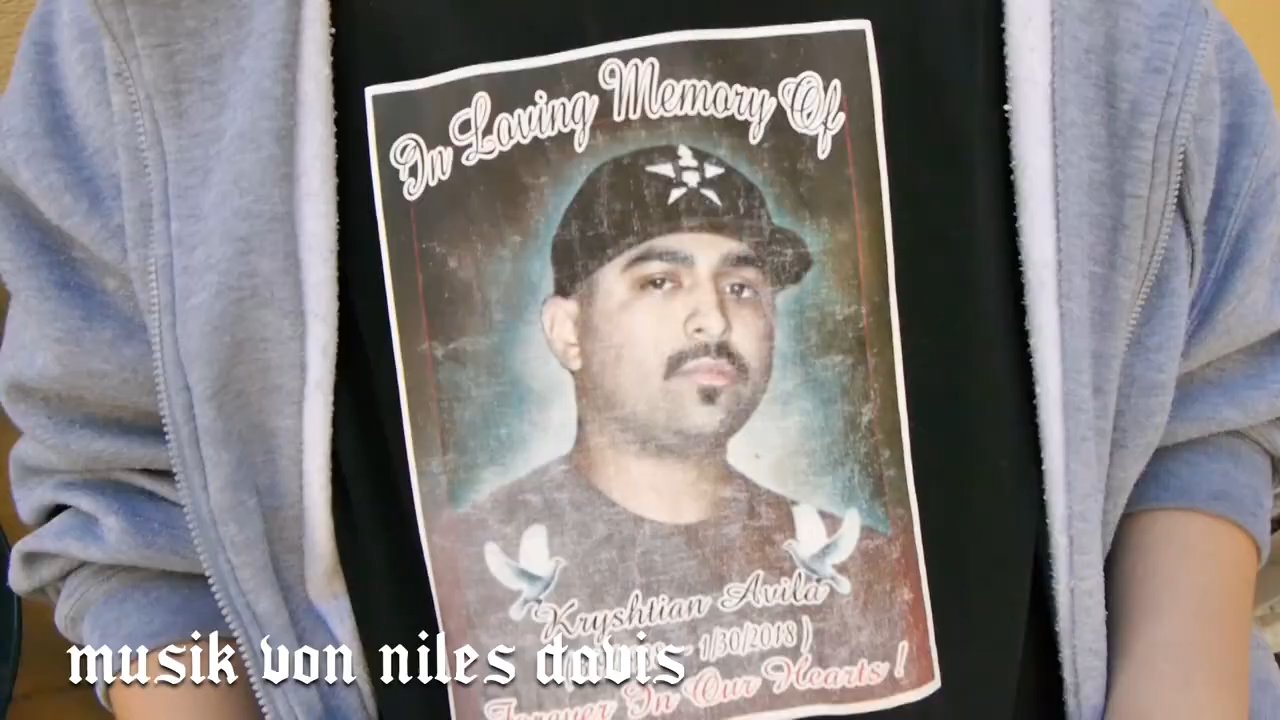 In Loving Memory Of
Kryshtian Avila
- 1/30/2018 )
Forever In Our Hearts !
musik von niles davis